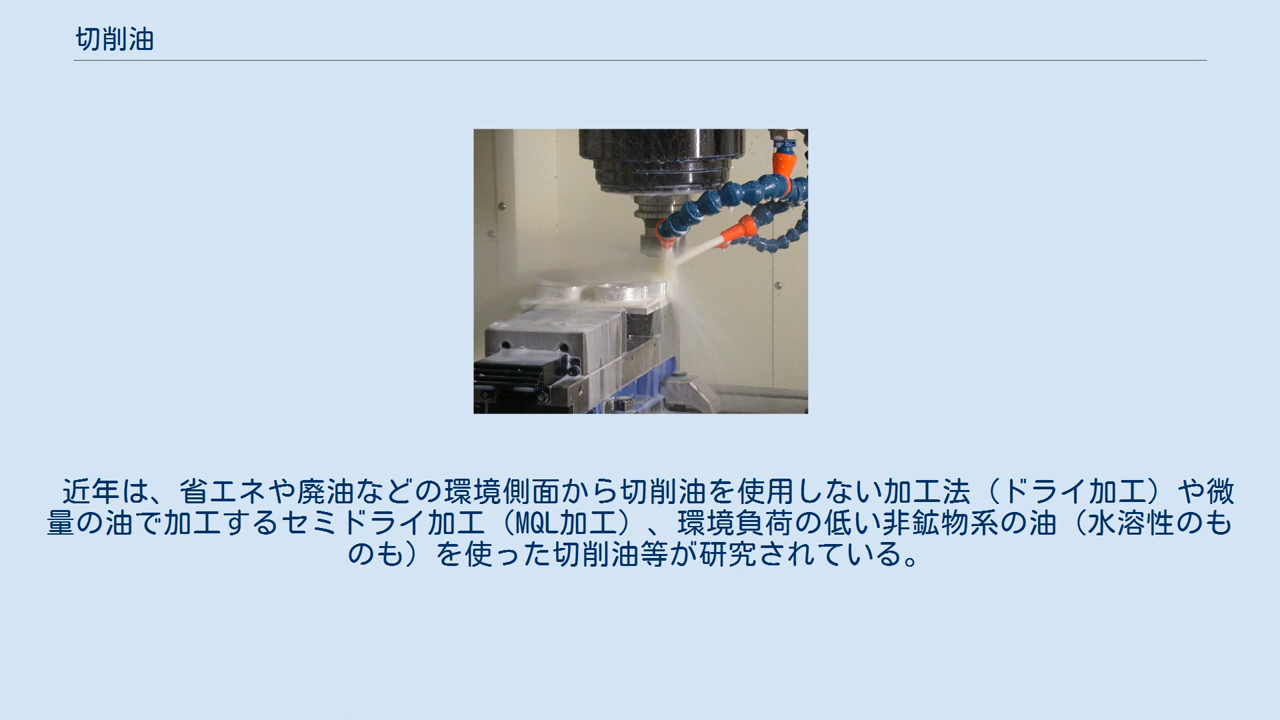 切削油
近年は、省エネや廃油などの環境側面から切削油を使用しない加工法（ドライ加工）や微
量の油で加工するセミドライ加工（MQL加工）、環境負荷の低い非鉱物系の油（水溶性のも
のも）を使った切削油等が研究されている。